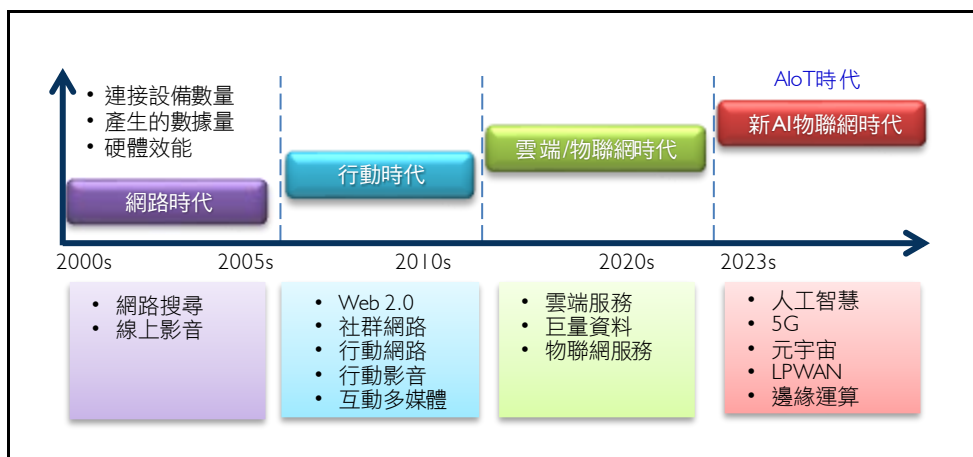 AIoT時代
• 連接設備數量
• 產生的數據量
• 硬體效能
網路時代
行動時代
雲端/物聯網時代
新AI物聯網時代
2000s
2005s
2010s
2020s
2023s
• 網路搜尋
• 線上影音
• Web 2.0
• 社群網路
• 行動網路
• 行動影音
• 互動多媒體
• 雲端服務
• 巨量資料
• 物聯網服務
• 人工智慧
• 5G
• 元宇宙
• LPWAN
• 邊緣運算